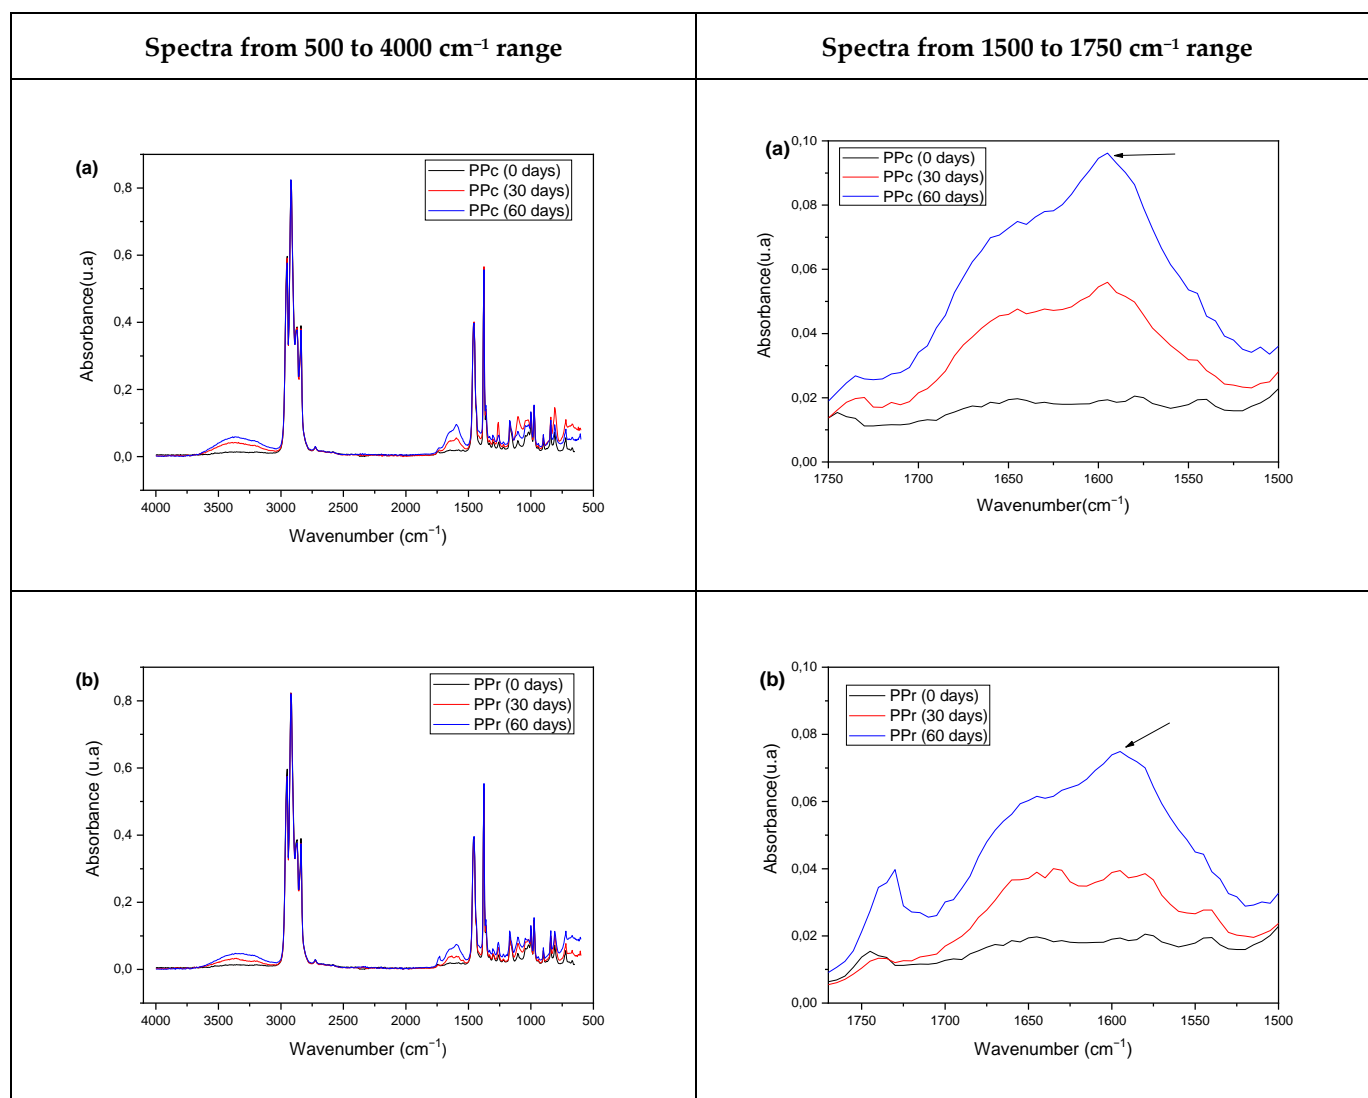 Spectra from 500 to 4000 cm⁻¹ range
Spectra from 1500 to 1750 cm⁻¹ range
(a)
PPc (0 days)
PPc (30 days)
PPc (60 days)
0,8
0,6
0,4
0,2
0,0
Absorbance(u.a)
4000 3500 3000 2500 2000 1500 1000 500
Wavenumber (cm⁻¹)
(a)
PPc (0 days)
PPc (30 days)
PPc (60 days)
0,10
0,08
0,06
0,04
0,02
0,00
Absorbance(u.a)
1750 1700 1650 1600 1550 1500
Wavenumber(cm⁻¹)
(b)
PPr (0 days)
PPr (30 days)
PPr (60 days)
0,8
0,6
0,4
0,2
0,0
Absorbance (u.a)
4000 3500 3000 2500 2000 1500 1000 500
Wavenumber (cm⁻¹)
(b)
PPr (0 days)
PPr (30 days)
PPr (60 days)
0,10
0,08
0,06
0,04
0,02
0,00
Absorbance(u.a)
1750 1700 1650 1600 1550 1500
Wavenumber (cm⁻¹)